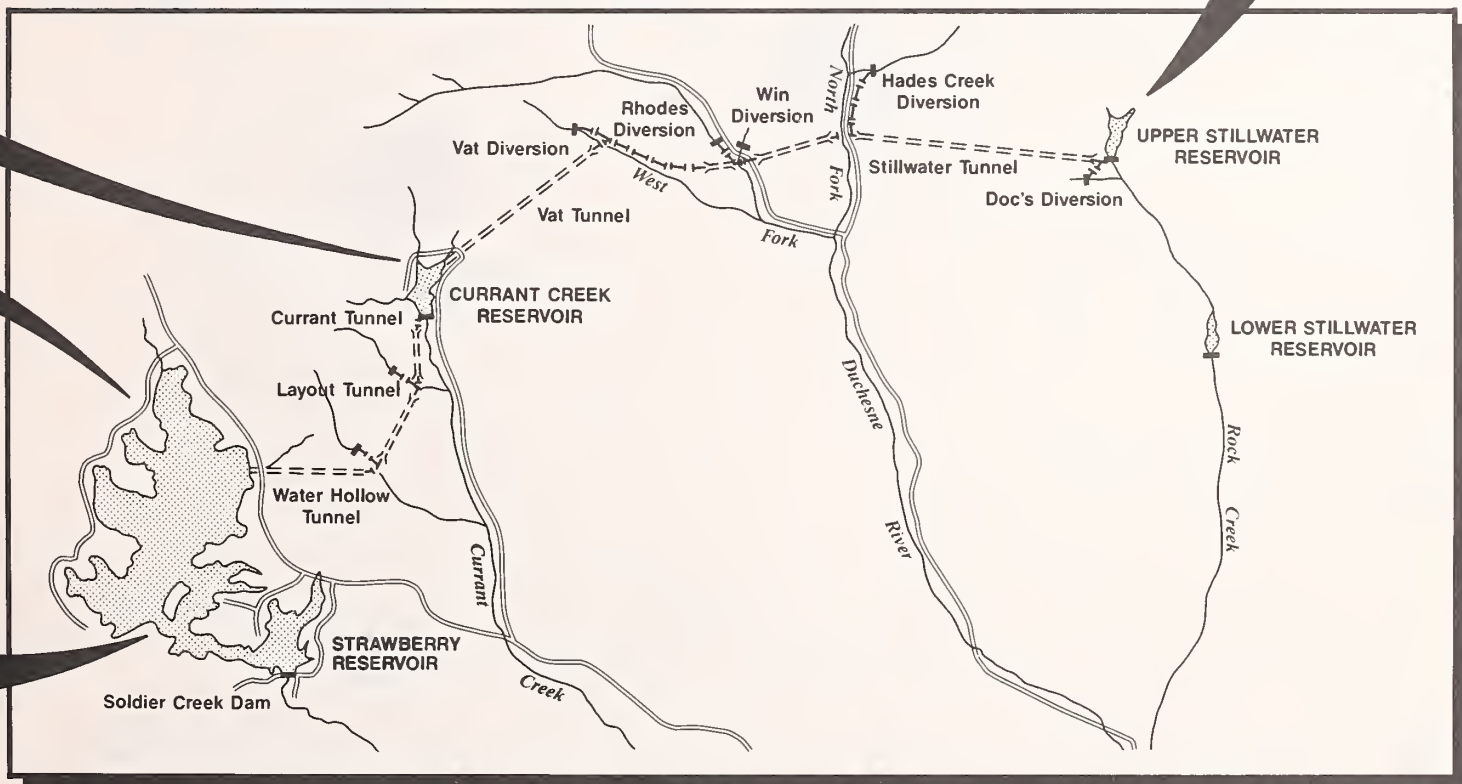 North
Fork
Hades Creek
Diversion
Win
Diversion
Rhodes
Diversion
Vat Diversion
West
Fork
Stillwater Tunnel
UPPER STILLWATER
RESERVOIR
Doc's Diversion
Vat Tunnel
CURRANT CREEK
RESERVOIR
Currant Tunnel
LOWER STILLWATER
RESERVOIR
Layout Tunnel
Duchesne
River
Rock
Creek
Water Hollow
Tunnel
Currant
Creek
STRAWBERRY
RESERVOIR
Soldier Creek Dam